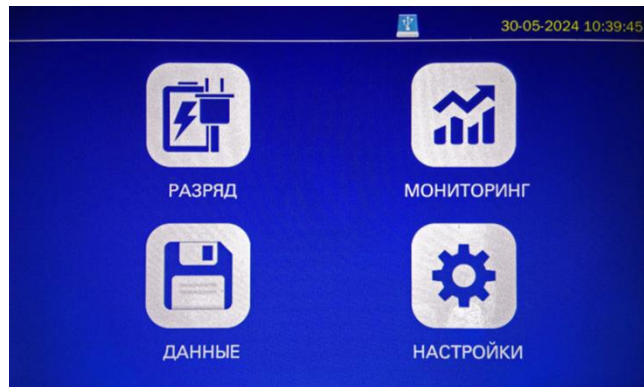 30-05-2024 10:39:45
РАЗРЯД
МОНИТОРИНГ
ДАННЫЕ
НАСТРОЙКИ